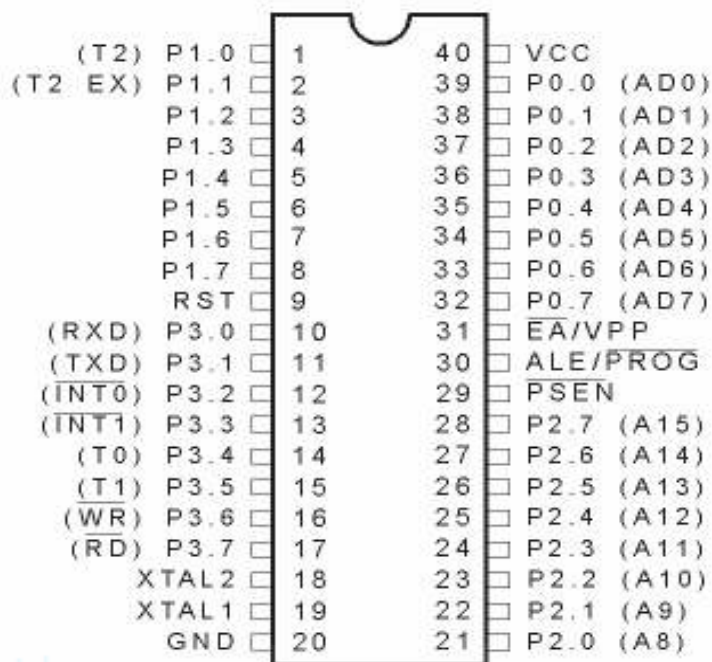 (T2) P1.0 1 40 VCC
(T2 EX) P1.1 2 39 P0.0 (AD0)
P1.2 3 38 P0.1 (AD1)
P1.3 4 37 P0.2 (AD2)
P1.4 5 36 P0.3 (AD3)
P1.5 6 35 P0.4 (AD4)
P1.6 7 34 P0.5 (AD5)
P1.7 8 33 P0.6 (AD6)
RST 9 32 P0.7 (AD7)
(RXD) P3.0 10 31 E̅A̅/VPP
(TXD) P3.1 11 30 ALE/P̅R̅O̅G̅
(I̅N̅T̅0̅) P3.2 12 29 P̅S̅E̅N̅
(I̅N̅T̅1̅) P3.3 13 28 P2.7 (A15)
(T0) P3.4 14 27 P2.6 (A14)
(T1) P3.5 15 26 P2.5 (A13)
(W̅R̅) P3.6 16 25 P2.4 (A12)
(R̅D̅) P3.7 17 24 P2.3 (A11)
XTAL2 18 23 P2.2 (A10)
XTAL1 19 22 P2.1 (A9)
GND 20 21 P2.0 (A8)